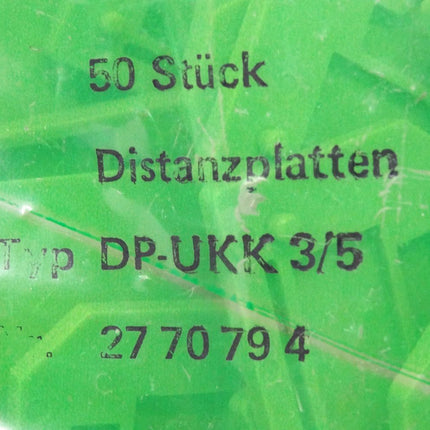 50 Stück
Distanzplatten
Typ DP-UKK 3/5
27 70 79 4